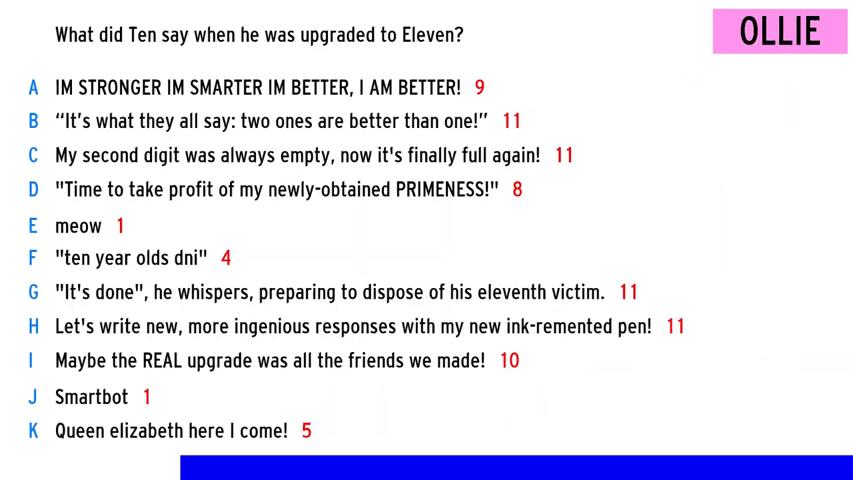 What did Ten say when he was upgraded to Eleven?
OLLIE
A IM STRONGER IM SMARTER IM BETTER, I AM BETTER! 9
B “It’s what they all say: two ones are better than one!” 11
C My second digit was always empty, now it's finally full again! 11
D "Time to take profit of my newly-obtained PRIMENESS!" 8
E meow 1
F "ten year olds dni" 4
G "It's done", he whispers, preparing to dispose of his eleventh victim. 11
H Let's write new, more ingenious responses with my new ink-remented pen! 11
I Maybe the REAL upgrade was all the friends we made! 10
J Smartbot 1
K Queen elizabeth here I come! 5